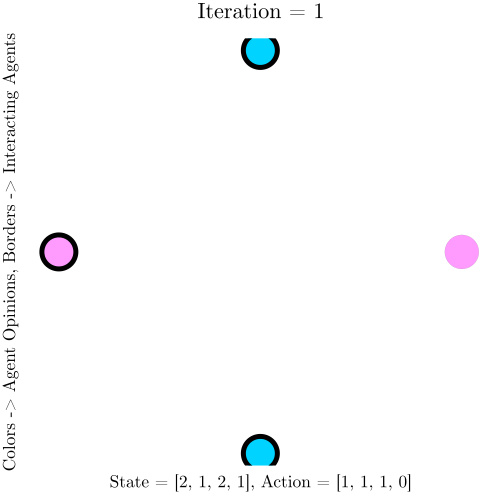 Iteration = 1
Colors -> Agent Opinions, Borders -> Interacting Agents
State = [2, 1, 2, 1], Action = [1, 1, 1, 0]